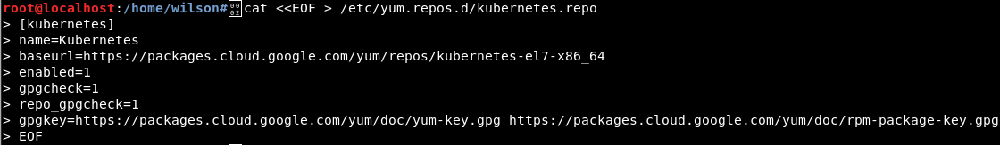 root@localhost:/home/wilson# cat <<EOF > /etc/yum.repos.d/kubernetes.repo
> [kubernetes]
> name=Kubernetes
> baseurl=https://packages.cloud.google.com/yum/repos/kubernetes-el7-x86_64
> enabled=1
> gpgcheck=1
> repo_gpgcheck=1
> gpgkey=https://packages.cloud.google.com/yum/doc/yum-key.gpg https://packages.cloud.google.com/yum/doc/rpm-package-key.gpg
> EOF